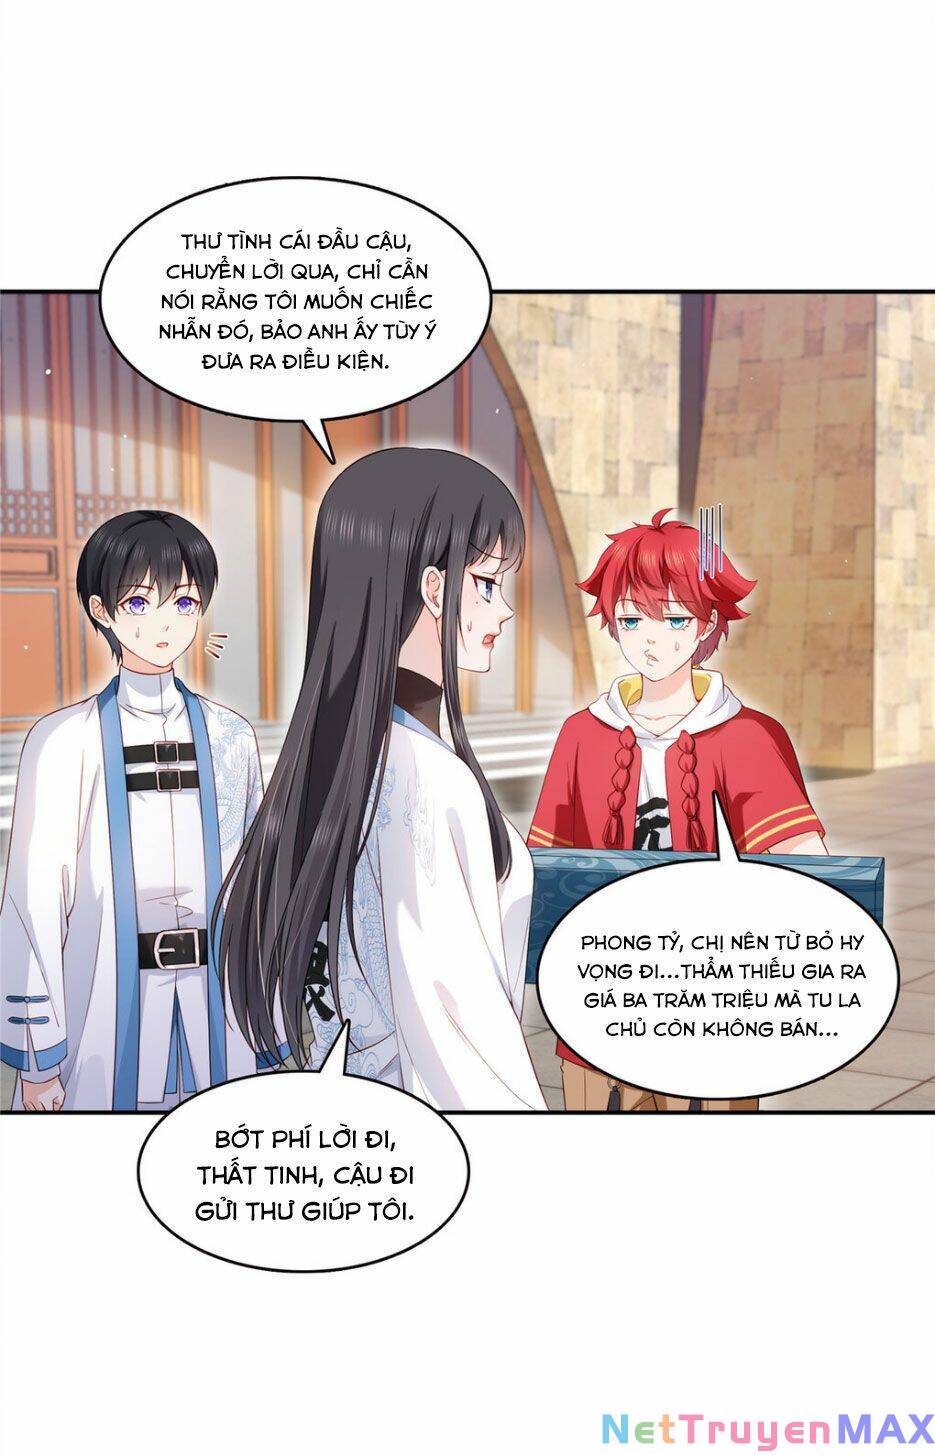 THƯ TÌNH CÁI ĐẦU CẬU,
CHUYỂN LỜI QUA, CHỈ CẦN
NÓI RẰNG TÔI MUỐN CHIẾC
NHẪN ĐÓ, BẢO ANH ẤY TÙY Ý
ĐƯA RA ĐIỀU KIỆN.
PHONG TỶ, CHỊ NÊN TỪ BỎ HY
VỌNG ĐI...THẨM THIẾU GIA RA
GIÁ BA TRĂM TRIỆU MÀ TU LA
CHỦ CÒN KHÔNG BÁN...
BỚT PHÍ LỜI ĐI,
THẤT TINH, CẬU ĐI
GỬI THƯ GIÚP TÔI.
NETTRUYENMAX